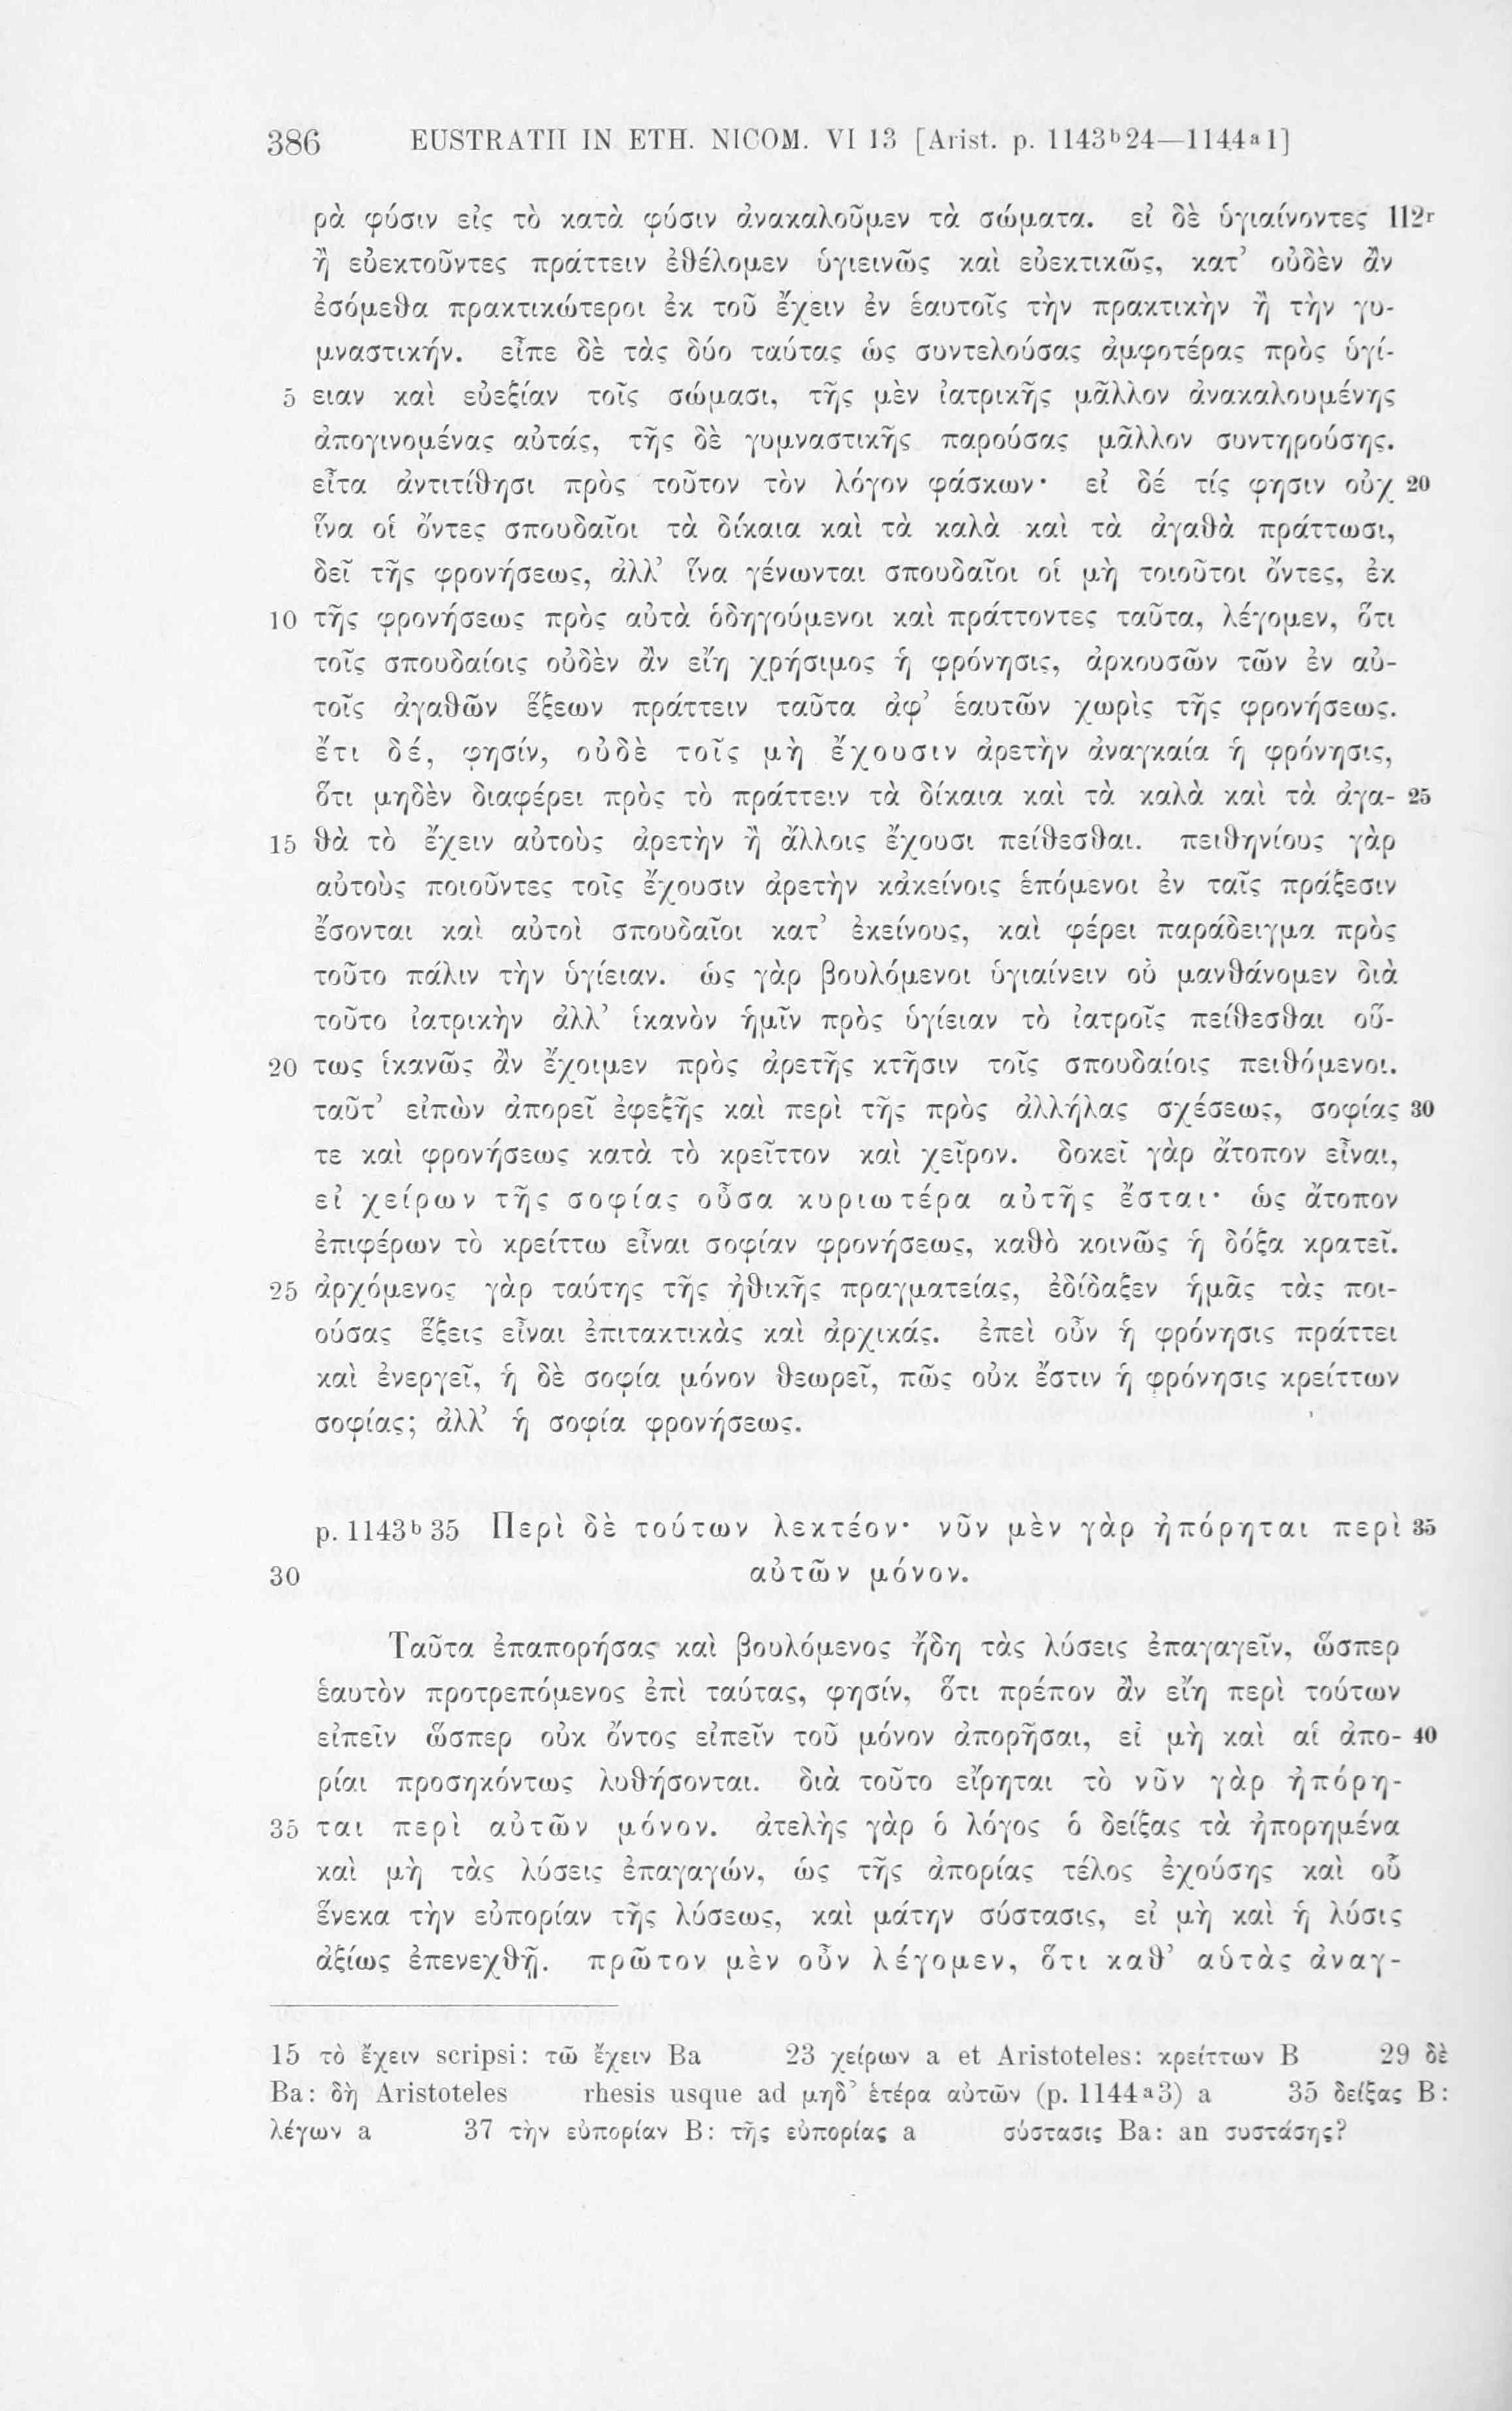 386 EUSTRATII IN ETH. NICOM. VI 13 [Arist. p. 1143ᵇ24—1144ᵃ1]
ρὰ φύσιν εἰς τὸ κατὰ φύσιν ἀνακαλοῦμεν τὰ σώματα. εἰ δὲ ὑγιαίνοντες 112ʳ
ἢ εὐεκτοῦντες πράττειν ἐθέλομεν ὑγιεινῶς καὶ εὐεκτικῶς, κατ’ οὐδὲν ἂν
ἐσόμεθα πρακτικώτεροι ἐκ τοῦ ἔχειν ἐν ἑαυτοῖς τὴν πρακτικὴν ἢ τὴν γυ-
μναστικήν. εἶπε δὲ τὰς δύο ταύτας ὡς συντελούσας ἀμφοτέρας πρὸς ὑγί-
5 ειαν καὶ εὐεξίαν τοῖς σώμασι, τῆς μὲν ἰατρικῆς μᾶλλον ἀνακαλουμένης
ἀπογινομένας αὐτάς, τῆς δὲ γυμναστικῆς παρούσας μᾶλλον συντηρούσης.
εἶτα ἀντιτίθησι πρὸς τοῦτον τὸν λόγον φάσκων· εἰ δέ τίς φησιν οὐχ 20
ἵνα οἱ ὄντες σπουδαῖοι τὰ δίκαια καὶ τὰ καλὰ καὶ τὰ ἀγαθὰ πράττωσι,
δεῖ τῆς φρονήσεως, ἀλλ’ ἵνα γένωνται σπουδαῖοι οἱ μὴ τοιοῦτοι ὄντες, ἐκ
10 τῆς φρονήσεως πρὸς αὐτὰ ὁδηγούμενοι καὶ πράττοντες ταῦτα, λέγομεν, ὅτι
τοῖς σπουδαίοις οὐδὲν ἂν εἴη χρήσιμος ἡ φρόνησις, ἀρκουσῶν τῶν ἐν αὐ-
τοῖς ἀγαθῶν ἕξεων πράττειν ταῦτα ἀφ’ ἑαυτῶν χωρὶς τῆς φρονήσεως.
ἔτι δέ, φησίν, οὐδὲ τοῖς μὴ ἔχουσιν ἀρετὴν ἀναγκαία ἡ φρόνησις,
ὅτι μηδὲν διαφέρει πρὸς τὸ πράττειν τὰ δίκαια καὶ τὰ καλὰ καὶ τὰ ἀγα- 25
15 θὰ τὸ ἔχειν αὐτοὺς ἀρετὴν ἢ ἄλλοις ἔχουσι πείθεσθαι. πειθηνίους γὰρ
αὐτοὺς ποιοῦντες τοῖς ἔχουσιν ἀρετὴν κἀκείνοις ἑπόμενοι ἐν ταῖς πράξεσιν
ἔσονται καὶ αὐτοὶ σπουδαῖοι κατ’ ἐκείνους, καὶ φέρει παράδειγμα πρὸς
τοῦτο πάλιν τὴν ὑγίειαν. ὡς γὰρ βουλόμενοι ὑγιαίνειν οὐ μανθάνομεν διὰ
τοῦτο ἰατρικὴν ἀλλ’ ἱκανὸν ἡμῖν πρὸς ὑγίειαν τὸ ἰατροῖς πείθεσθαι οὕ-
20 τως ἱκανῶς ἂν ἔχοιμεν πρὸς ἀρετῆς κτῆσιν τοῖς σπουδαίοις πειθόμενοι.
ταῦτ’ εἰπὼν ἀπορεῖ ἐφεξῆς καὶ περὶ τῆς πρὸς ἀλλήλας σχέσεως, σοφίας 30
τε καὶ φρονήσεως κατὰ τὸ κρεῖττον καὶ χεῖρον. δοκεῖ γὰρ ἄτοπον εἶναι,
εἰ χείρων τῆς σοφίας οὖσα κυριωτέρα αὐτῆς ἔσται· ὡς ἄτοπον
ἐπιφέρων τὸ κρείττω εἶναι σοφίαν φρονήσεως, καθὸ κοινῶς ἡ δόξα κρατεῖ.
25 ἀρχόμενος γὰρ ταύτης τῆς ἠθικῆς πραγματείας, ἐδίδαξεν ἡμᾶς τὰς ποι-
ούσας ἕξεις εἶναι ἐπιτακτικὰς καὶ ἀρχικάς. ἐπεὶ οὖν ἡ φρόνησις πράττει
καὶ ἐνεργεῖ, ἡ δὲ σοφία μόνον θεωρεῖ, πῶς οὐκ ἔστιν ἡ φρόνησις κρείττων
σοφίας; ἀλλ’ ἡ σοφία φρονήσεως.
p. 1143ᵇ 35 Περὶ δὲ τούτων λεκτέον· νῦν μὲν γὰρ ἠπόρηται περὶ 35
30 αὐτῶν μόνον.
Ταῦτα ἐπαπορήσας καὶ βουλόμενος ἤδη τὰς λύσεις ἐπαγαγεῖν, ὥσπερ
ἑαυτὸν προτρεπόμενος ἐπὶ ταύτας, φησίν, ὅτι πρέπον ἂν εἴη περὶ τούτων
εἰπεῖν ὥσπερ οὐκ ὄντος εἰπεῖν τοῦ μόνον ἀπορῆσαι, εἰ μὴ καὶ αἱ ἀπο- 40
ρίαι προσηκόντως λυθήσονται. διὰ τοῦτο εἴρηται τὸ νῦν γὰρ ἠπόρη-
35 ται περὶ αὐτῶν μόνον. ἀτελὴς γὰρ ὁ λόγος ὁ δείξας τὰ ἠπορημένα
καὶ μὴ τὰς λύσεις ἐπαγαγών, ὡς τῆς ἀπορίας τέλος ἐχούσης καὶ οὗ
ἕνεκα τὴν εὐπορίαν τῆς λύσεως, καὶ μάτην σύστασις, εἰ μὴ καὶ ἡ λύσις
ἀξίως ἐπενεχθῇ. πρῶτον μὲν οὖν λέγομεν, ὅτι καθ’ αὑτὰς ἀναγ-
15 τὸ ἔχειν scripsi: τῶ ἔχειν Ba 23 χείρων a et Aristoteles: κρείττων B 29 δὲ
Ba: δὴ Aristoteles rhesis usque ad μηδ’ ἑτέρα αὐτῶν (p. 1144ᵃ3) a 35 δείξας B:
λέγων a 37 τὴν εὐπορίαν B: τῆς εὐπορίας a σύστασις Ba: an συστάσης?